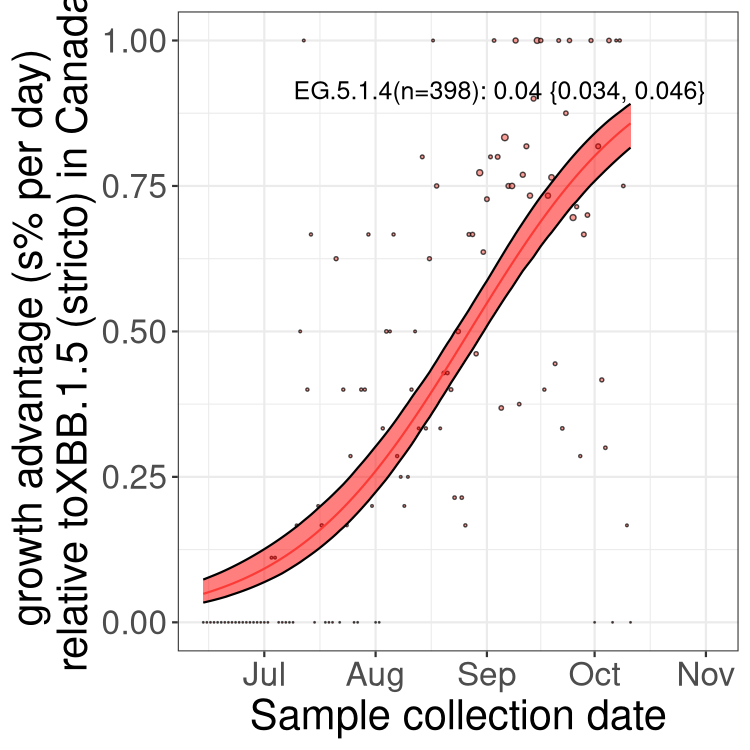 growth advantage (s% per day)
relative toXBB.1.5 (stricto) in Canada
1.00
0.75
0.50
0.25
0.00
EG.5.1.4(n=398): 0.04 {0.034, 0.046}
Jul Aug Sep Oct Nov
Sample collection date